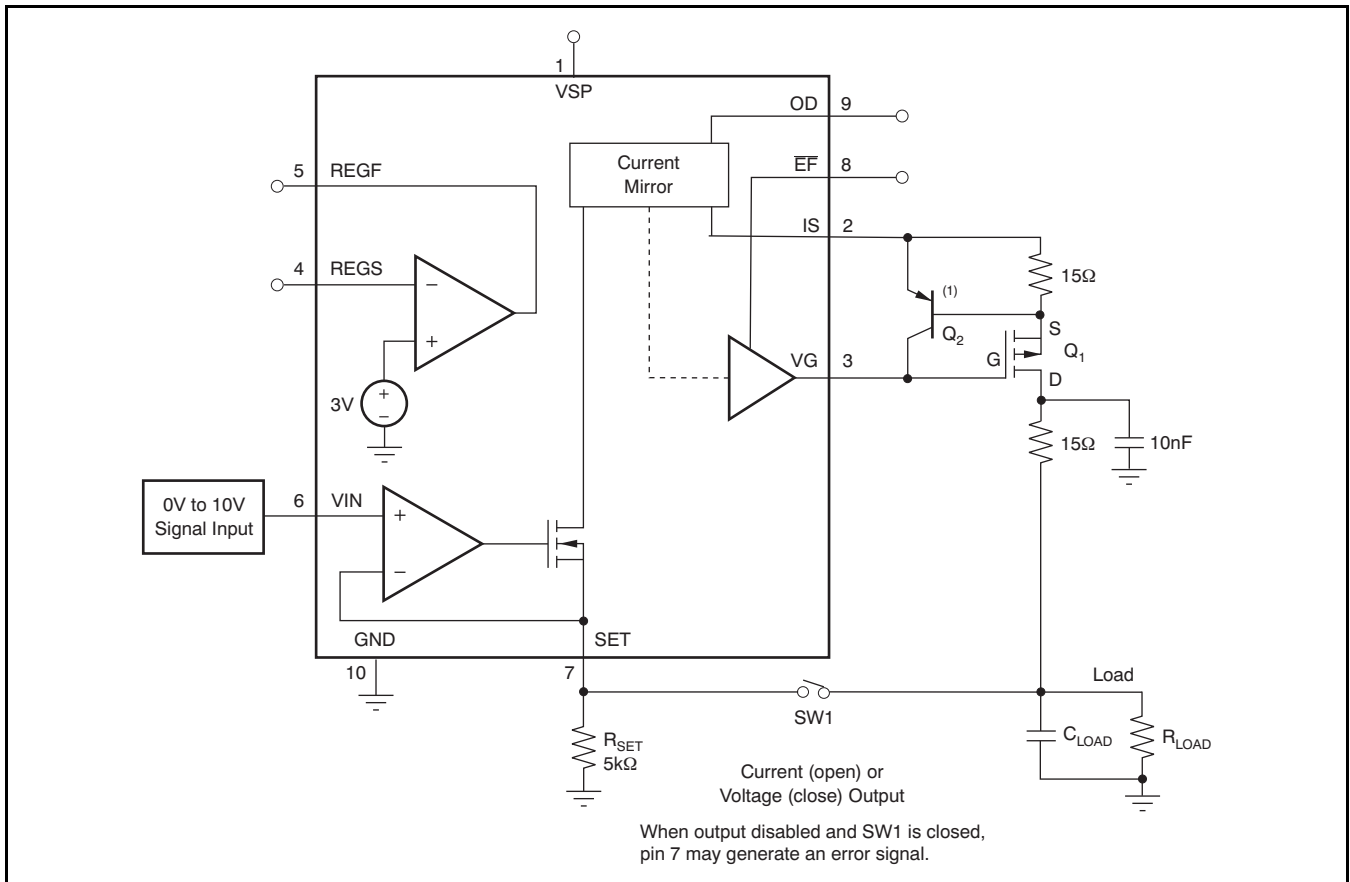 1
VSP
OD 9
EF 8
Current
Mirror
5 REGF
IS 2
4 REGS
15Ω
(1)
Q2
S
Q1
G
D
VG 3
−
+
3V
+
−
15Ω
10nF
0V to 10V
Signal Input
6 VIN
+
−
GND
SET
10
7
Load
SW1
RSET
5kΩ
CLOAD
RLOAD
Current (open) or
Voltage (close) Output
When output disabled and SW1 is closed,
pin 7 may generate an error signal.